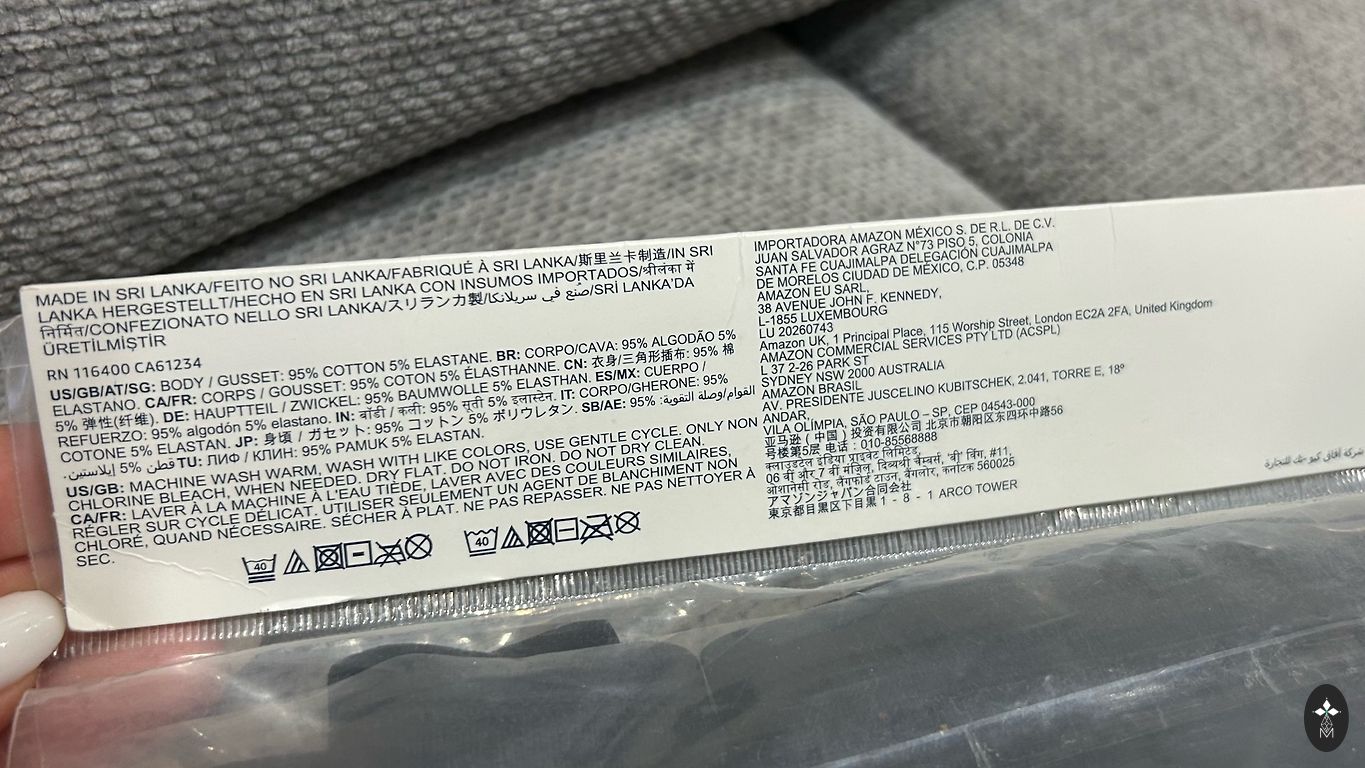 MADE IN SRI LANKA/FEITO NO SRI LANKA/FABRIQUÉ À SRI LANKA/斯里兰卡制造/IN SRI
LANKA HERGESTELLT/HECHO EN SRI LANKA CON INSUMOS IMPORTADOS/श्रीलंका में
निर्मित/CONFEZIONATO NELLO SRI LANKA/スリランカ製/صنع في سريلانكا/SRİ LANKA'DA
ÜRETİLMİŞTİR
RN 116400 CA61234
US/GB/AT/SG: BODY / GUSSET: 95% COTTON 5% ELASTANE. BR: CORPO/CAVA: 95% ALGODÃO 5%
ELASTANO. CA/FR: CORPS / GOUSSET: 95% COTON 5% ÉLASTHANNE. CN: 衣身/三角形插布: 95% 棉
5% 弹性(纤维). DE: HAUPTTEIL / ZWICKEL: 95% BAUMWOLLE 5% ELASTHAN. ES/MX: CUERPO /
REFUERZO: 95% algodón 5% elastano. IN: बॉडी / कली: 95% सूती 5% इलास्टेन. IT: CORPO/GHERONE: 95%
COTONE 5% ELASTAN. JP: 身頃 / ガセット: 95% コットン 5% ポリウレタン. SB/AE: القوام/وصلة التقوية: 95%
قطن 5% إيلاستين. TU: ЛИФ / КЛИН: 95% PAMUK 5% ELASTAN.
US/GB: MACHINE WASH WARM, WASH WITH LIKE COLORS, USE GENTLE CYCLE, ONLY NON
CHLORINE BLEACH, WHEN NEEDED. DRY FLAT. DO NOT IRON. DO NOT DRY CLEAN.
CA/FR: LAVER À LA MACHINE À L'EAU TIÈDE, LAVER AVEC DES COULEURS SIMILAIRES,
RÉGLER SUR CYCLE DÉLICAT. UTILISER SEULEMENT UN AGENT DE BLANCHIMENT NON
CHLORÉ, QUAND NÉCESSAIRE. SÉCHER À PLAT. NE PAS REPASSER. NE PAS NETTOYER À
SEC.
40 40
IMPORTADORA AMAZON MÉXICO S. DE R.L. DE C.V.
JUAN SALVADOR AGRAZ N°73 PISO 5, COLONIA
SANTA FE CUAJIMALPA DELEGACIÓN CUAJIMALPA
DE MORELOS CIUDAD DE MÉXICO, C.P. 05348
AMAZON EU SARL,
38 AVENUE JOHN F. KENNEDY,
L-1855 LUXEMBOURG
LU 20260743
Amazon UK, 1 Principal Place, 115 Worship Street, London EC2A 2FA, United Kingdom
AMAZON COMMERCIAL SERVICES PTY LTD (ACSPL)
L 37 2-26 PARK ST
SYDNEY NSW 2000 AUSTRALIA
AMAZON BRASIL
AV. PRESIDENTE JUSCELINO KUBITSCHEK, 2.041, TORRE E, 18º
ANDAR,
VILA OLÍMPIA, SÃO PAULO – SP, CEP 04543-000
亚马逊（中国）投资有限公司 北京市朝阳区东四环中路56
号楼第5层 电话：010-85568888
क्लाउडटेल इंडिया प्राइवेट लिमिटेड,
06 वीं और 7 वीं मंजिल, दिव्यश्री चैम्बर्स, 'बी' विंग, #11,
ओशानेसी रोड, लैंगफोर्ड टाउन, बैंगलोर, कर्नाटक 560025
アマゾンジャパン合同会社
東京都目黒区下目黒1-8-1 ARCO TOWER
شركة آفاق كيو تك للتجارة
M